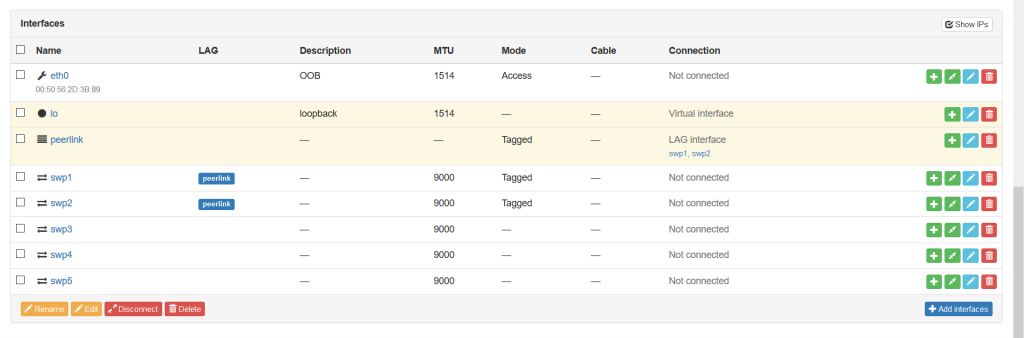 Interfaces Show IPs
Name LAG Description MTU Mode Cable Connection
eth0 OOB 1514 Access — Not connected
00:50:56:2D:3B:89
lo loopback 1514 — — Virtual interface
peerlink — — Tagged LAG interface
swp1, swp2
swp1 peerlink — 9000 Tagged — Not connected
swp2 peerlink — 9000 Tagged — Not connected
swp3 — 9000 — — Not connected
swp4 — 9000 — — Not connected
swp5 — 9000 — — Not connected
Rename Edit Disconnect Delete Add interfaces